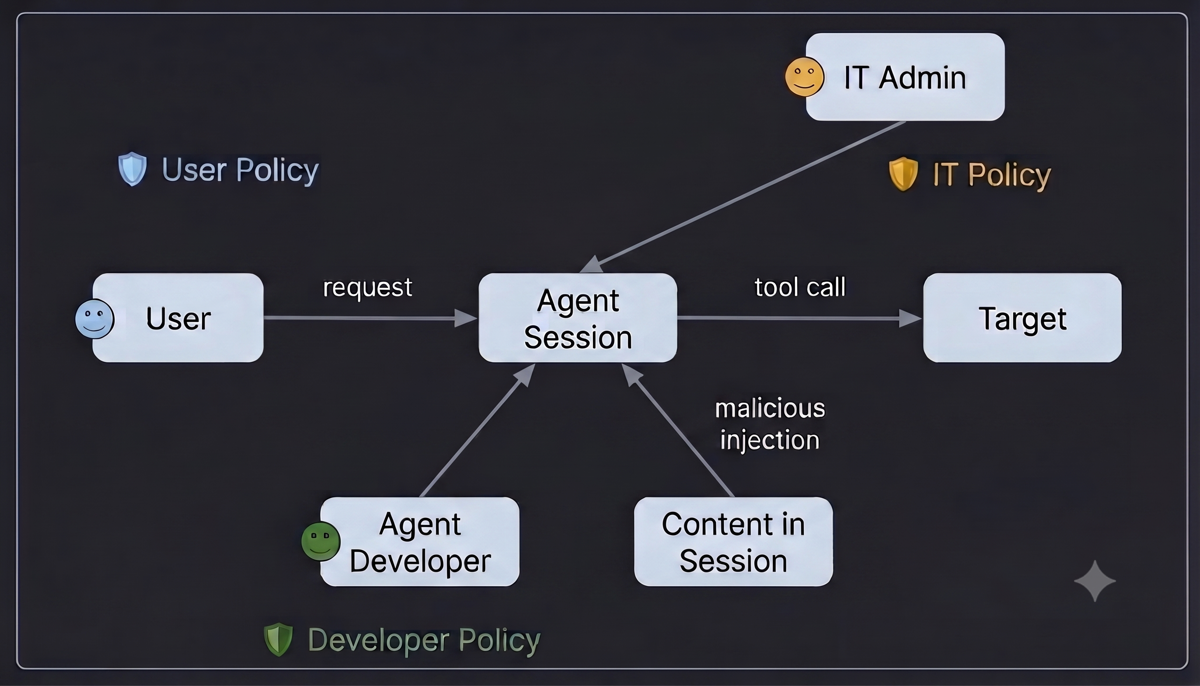 IT Admin
User Policy
IT Policy
User
request
Agent
Session
tool call
Target
malicious
injection
Agent
Developer
Content in
Session
Developer Policy